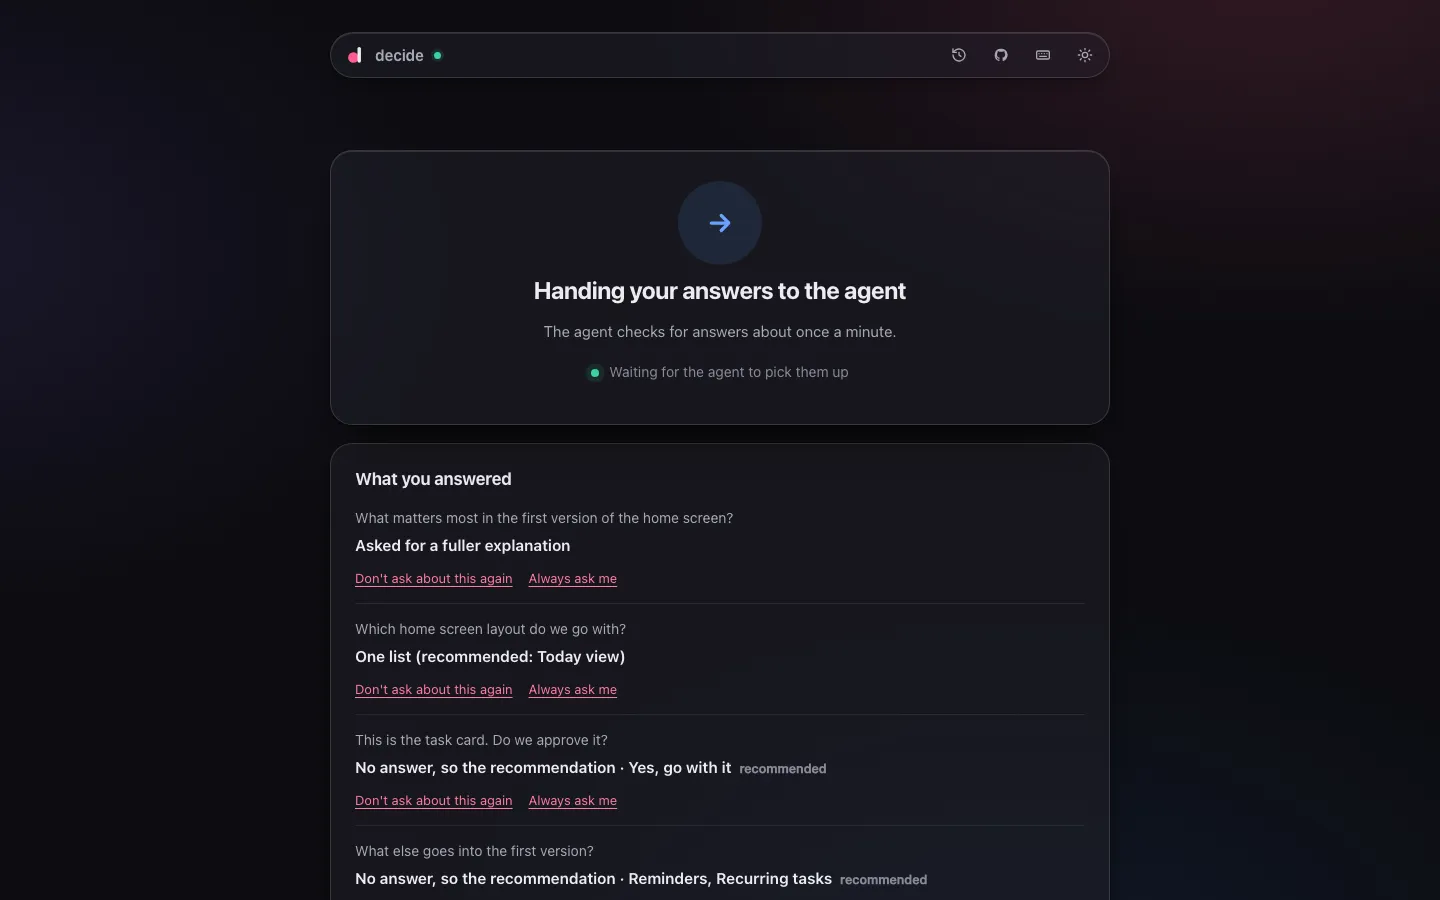 decide
Handing your answers to the agent
The agent checks for answers about once a minute.
Waiting for the agent to pick them up
What you answered
What matters most in the first version of the home screen?
Asked for a fuller explanation
Don't ask about this again Always ask me
Which home screen layout do we go with?
One list (recommended: Today view)
Don't ask about this again Always ask me
This is the task card. Do we approve it?
No answer, so the recommendation · Yes, go with it recommended
Don't ask about this again Always ask me
What else goes into the first version?
No answer, so the recommendation · Reminders, Recurring tasks recommended